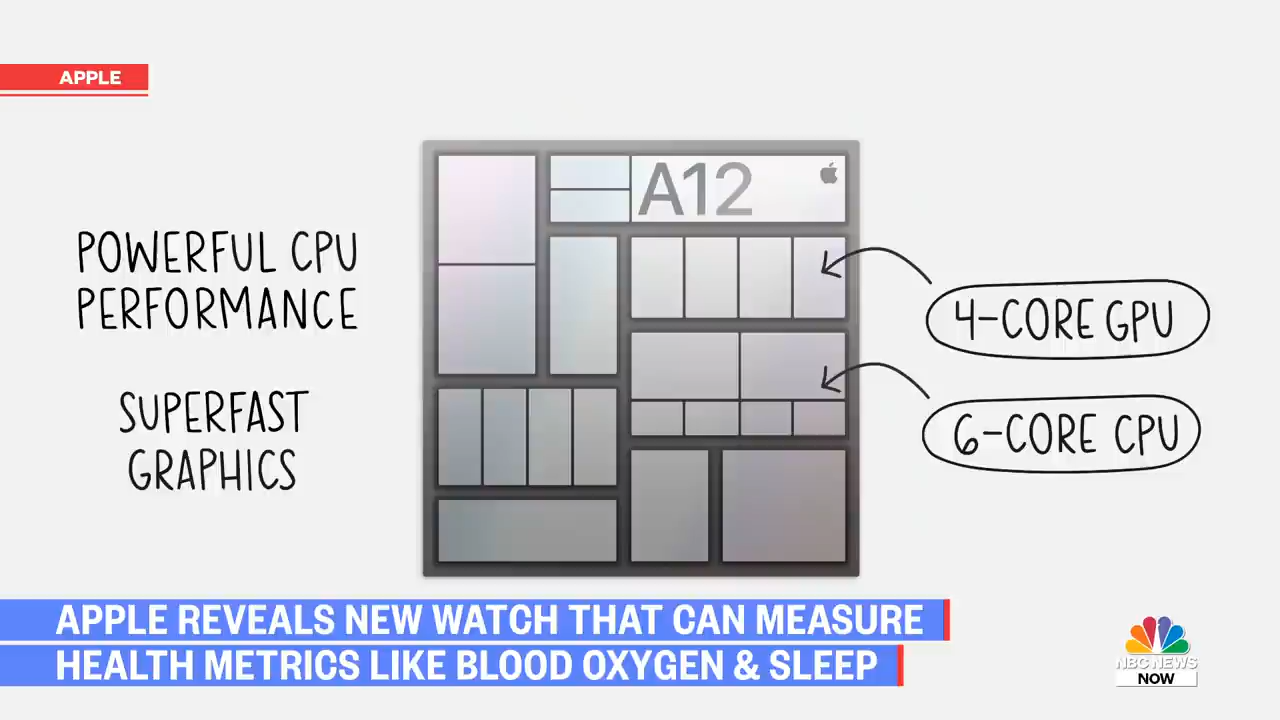 APPLE
A12
POWERFUL CPU
PERFORMANCE
SUPERFAST
GRAPHICS
4-CORE GPU
6-CORE CPU
APPLE REVEALS NEW WATCH THAT CAN MEASURE
HEALTH METRICS LIKE BLOOD OXYGEN & SLEEP
NBC NEWS
NOW